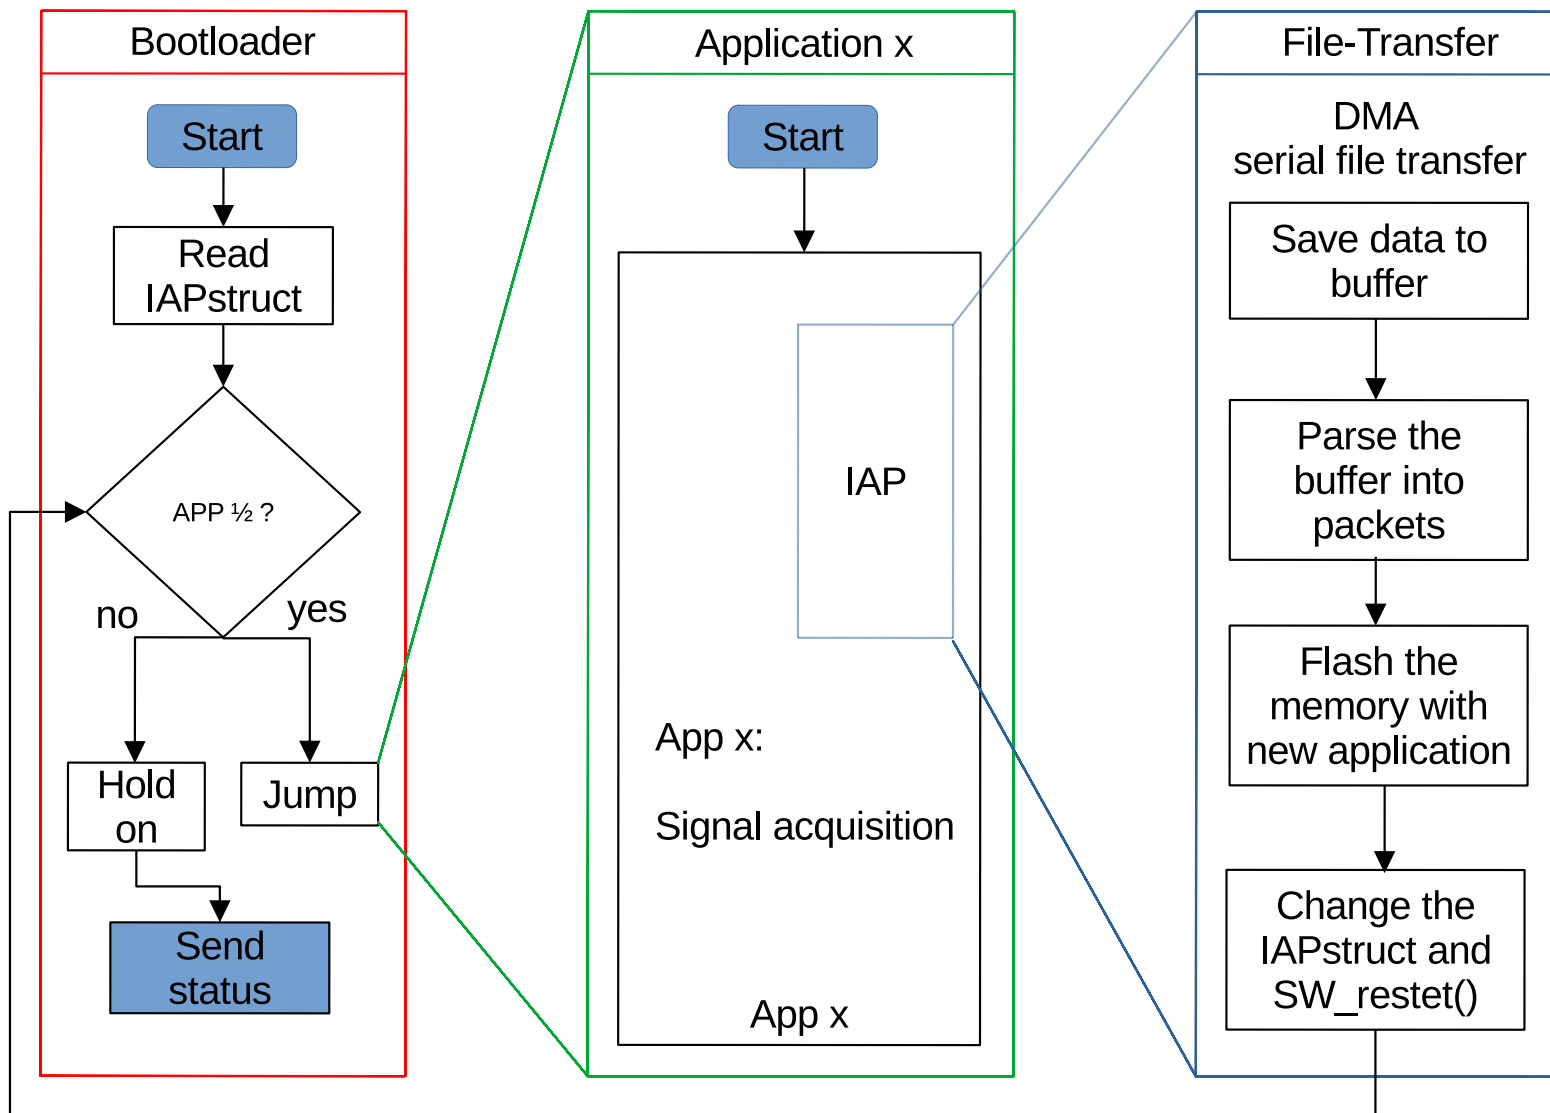 Bootloader
Start
Read
IAPstruct
APP ½ ?
no
yes
Hold
on
Jump
Send
status
Application x
Start
IAP
App x:
Signal acquisition
App x
File-Transfer
DMA
serial file transfer
Save data to
buffer
Parse the
buffer into
packets
Flash the
memory with
new application
Change the
IAPstruct and
SW_restet()